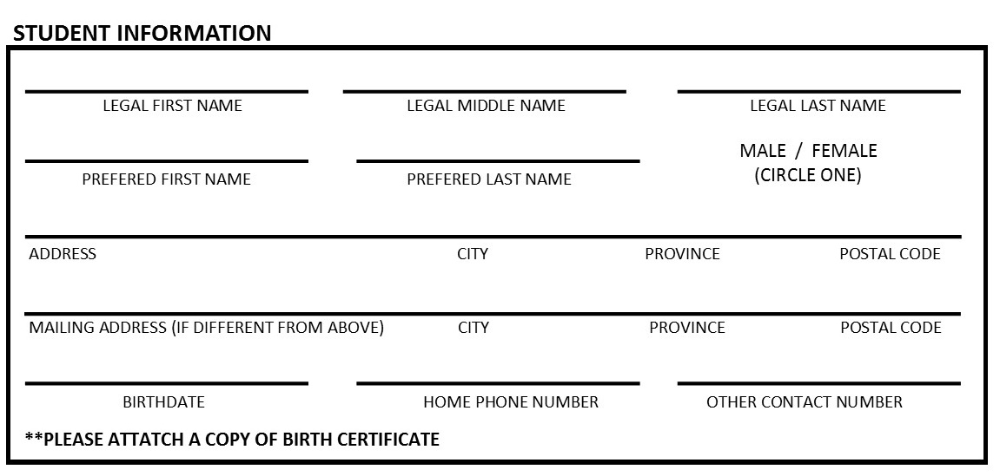 STUDENT INFORMATION
LEGAL FIRST NAME LEGAL MIDDLE NAME LEGAL LAST NAME
MALE / FEMALE
(CIRCLE ONE)
PREFERED FIRST NAME PREFERED LAST NAME
ADDRESS CITY PROVINCE POSTAL CODE
MAILING ADDRESS (IF DIFFERENT FROM ABOVE) CITY PROVINCE POSTAL CODE
BIRTHDATE HOME PHONE NUMBER OTHER CONTACT NUMBER
**PLEASE ATTATCH A COPY OF BIRTH CERTIFICATE